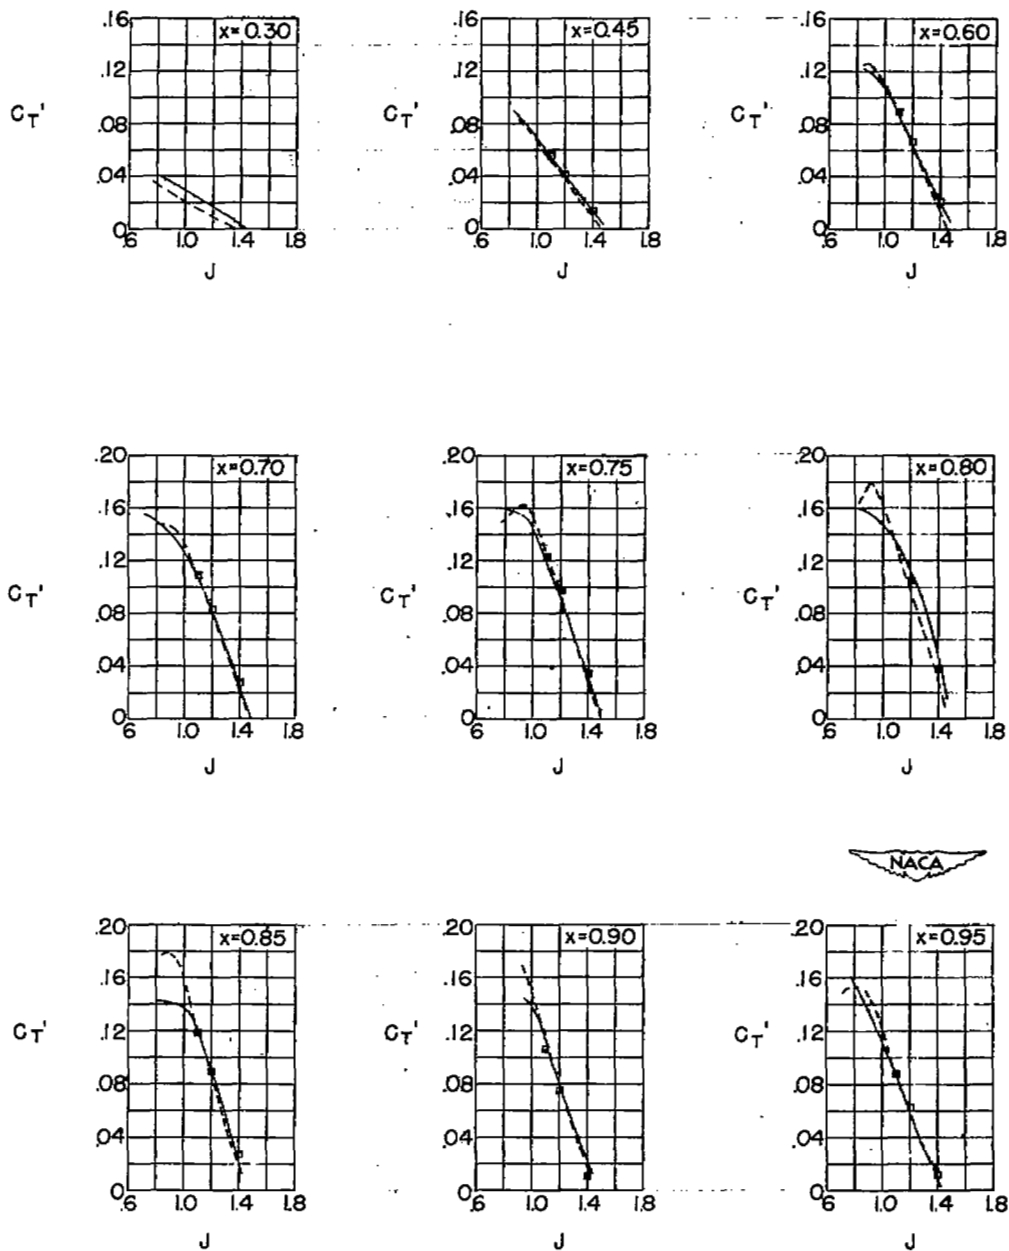 .16 x=0.30
.12
CT'
.08
.04
0
.6 1.0 1.4 1.8
J
.16 x=0.45
.12
CT'
.08
.04
0
.6 1.0 1.4 1.8
J
.16 x=0.60
.12
CT'
.08
.04
0
.6 1.0 1.4 1.8
J
.20 x=0.70
.16
.12
CT'
.08
.04
0
.6 1.0 1.4 1.8
J
.20 x=0.75
.16
.12
CT'
.08
.04
0
.6 1.0 1.4 1.8
J
.20 x=0.80
.16
.12
CT'
.08
.04
0
.6 1.0 1.4 1.8
J
NACA
.20 x=0.85
.16
CT'
.12
.08
.04
0
.6 1.0 1.4 1.8
J
.20 x=0.90
.16
CT'
.12
.08
.04
0
.6 1.0 1.4 1.8
J
.20 x=0.95
.16
CT'
.12
.08
.04
0
.6 1.0 1.4 1.8
J